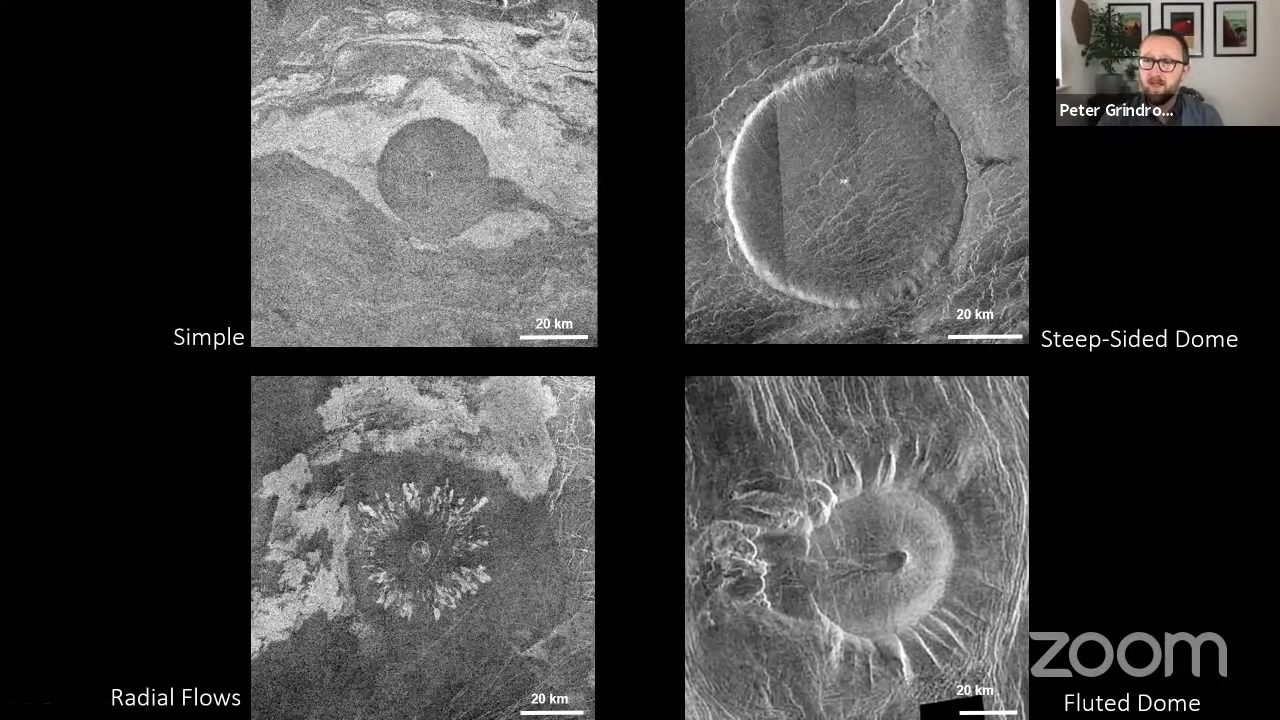 Peter Grindro...
20 km
Simple
20 km
Steep-Sided Dome
20 km
Radial Flows
20 km
zoom
Fluted Dome